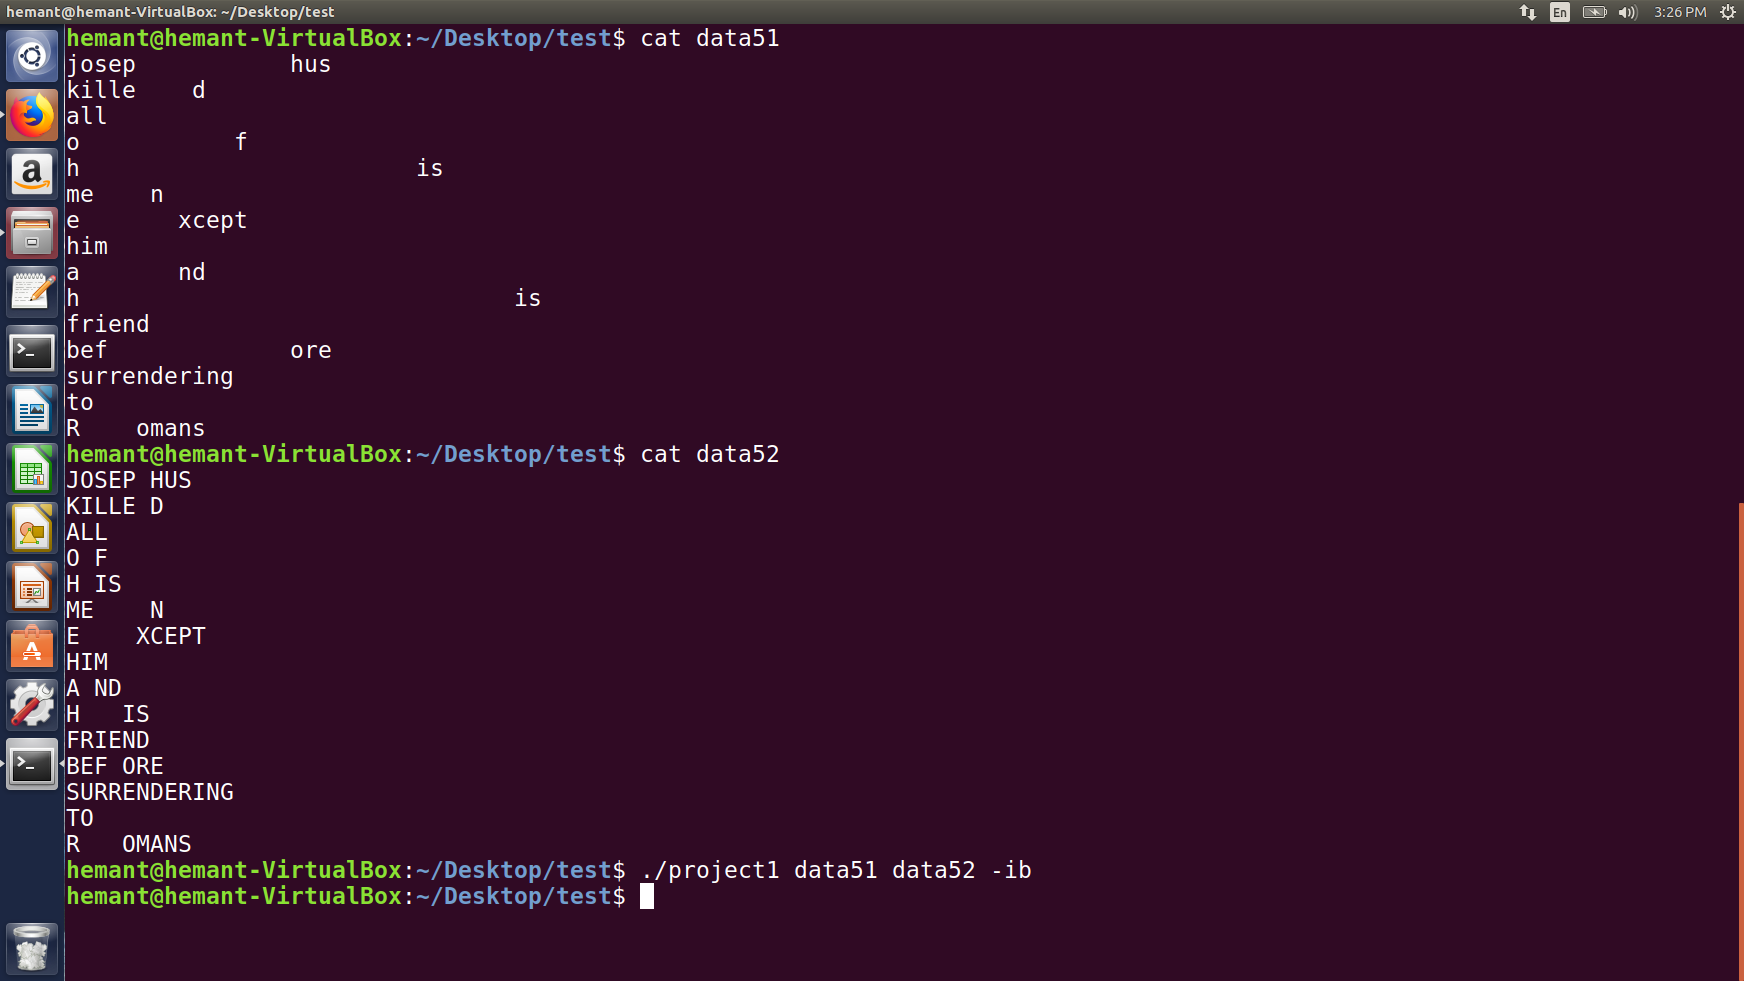 hemant@hemant-VirtualBox: ~/Desktop/test En 3:26 PM
hemant@hemant-VirtualBox:~/Desktop/test$ cat data51
josep           hus
kille    d
all
o           f
h                        is
me    n
e       xcept
him
a       nd
h                               is
friend
bef             ore
surrendering
to
R    omans
hemant@hemant-VirtualBox:~/Desktop/test$ cat data52
JOSEP HUS
KILLE D
ALL
O F
H IS
ME    N
E    XCEPT
HIM
A ND
H   IS
FRIEND
BEF ORE
SURRENDERING
TO
R   OMANS
hemant@hemant-VirtualBox:~/Desktop/test$ ./project1 data51 data52 -ib
hemant@hemant-VirtualBox:~/Desktop/test$